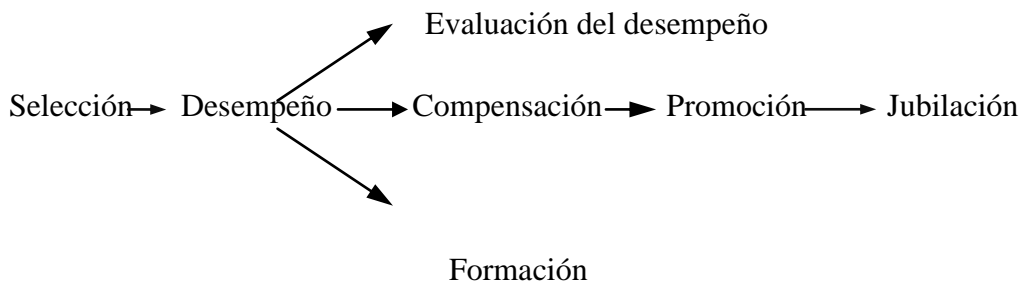 Evaluación del desempeño
Selección Desempeño Compensación Promoción Jubilación
Formación